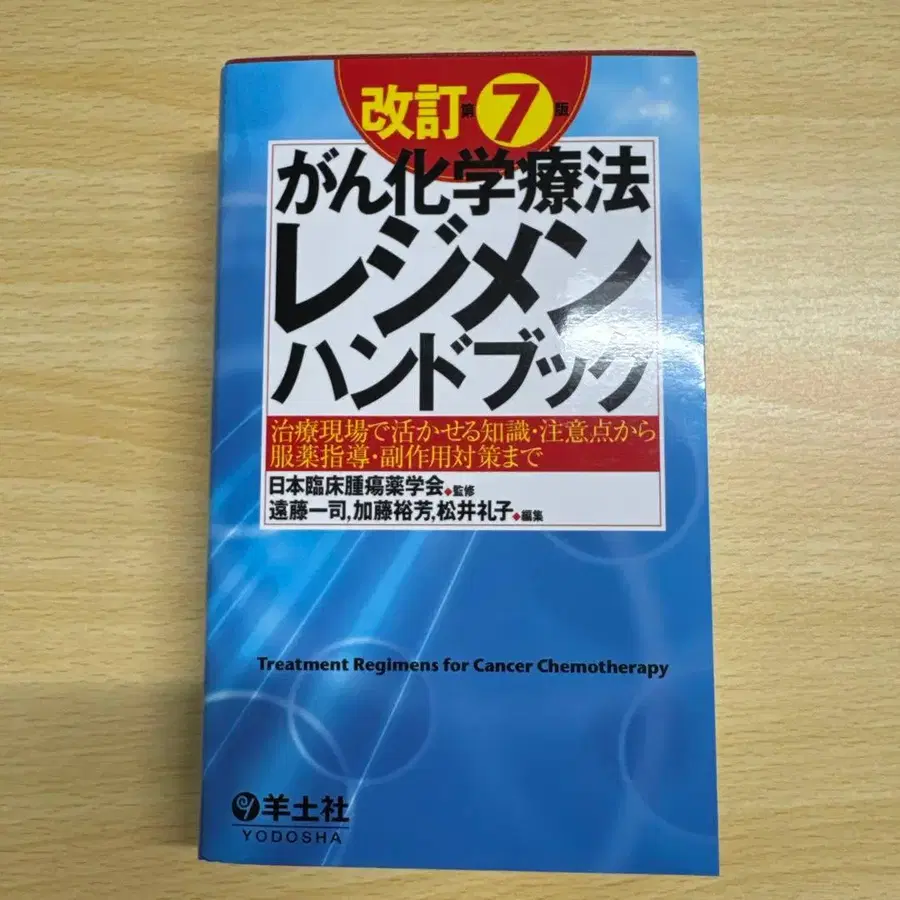 改訂第7版
がん化学療法
レジメン
ハンドブック
治療現場で活かせる知識・注意点から
服薬指導・副作用対策まで
日本臨床腫瘍薬学会◆監修
遠藤一司,加藤裕芳,松井礼子◆編集
Treatment Regimens for Cancer Chemotherapy
羊土社
YODOSHA